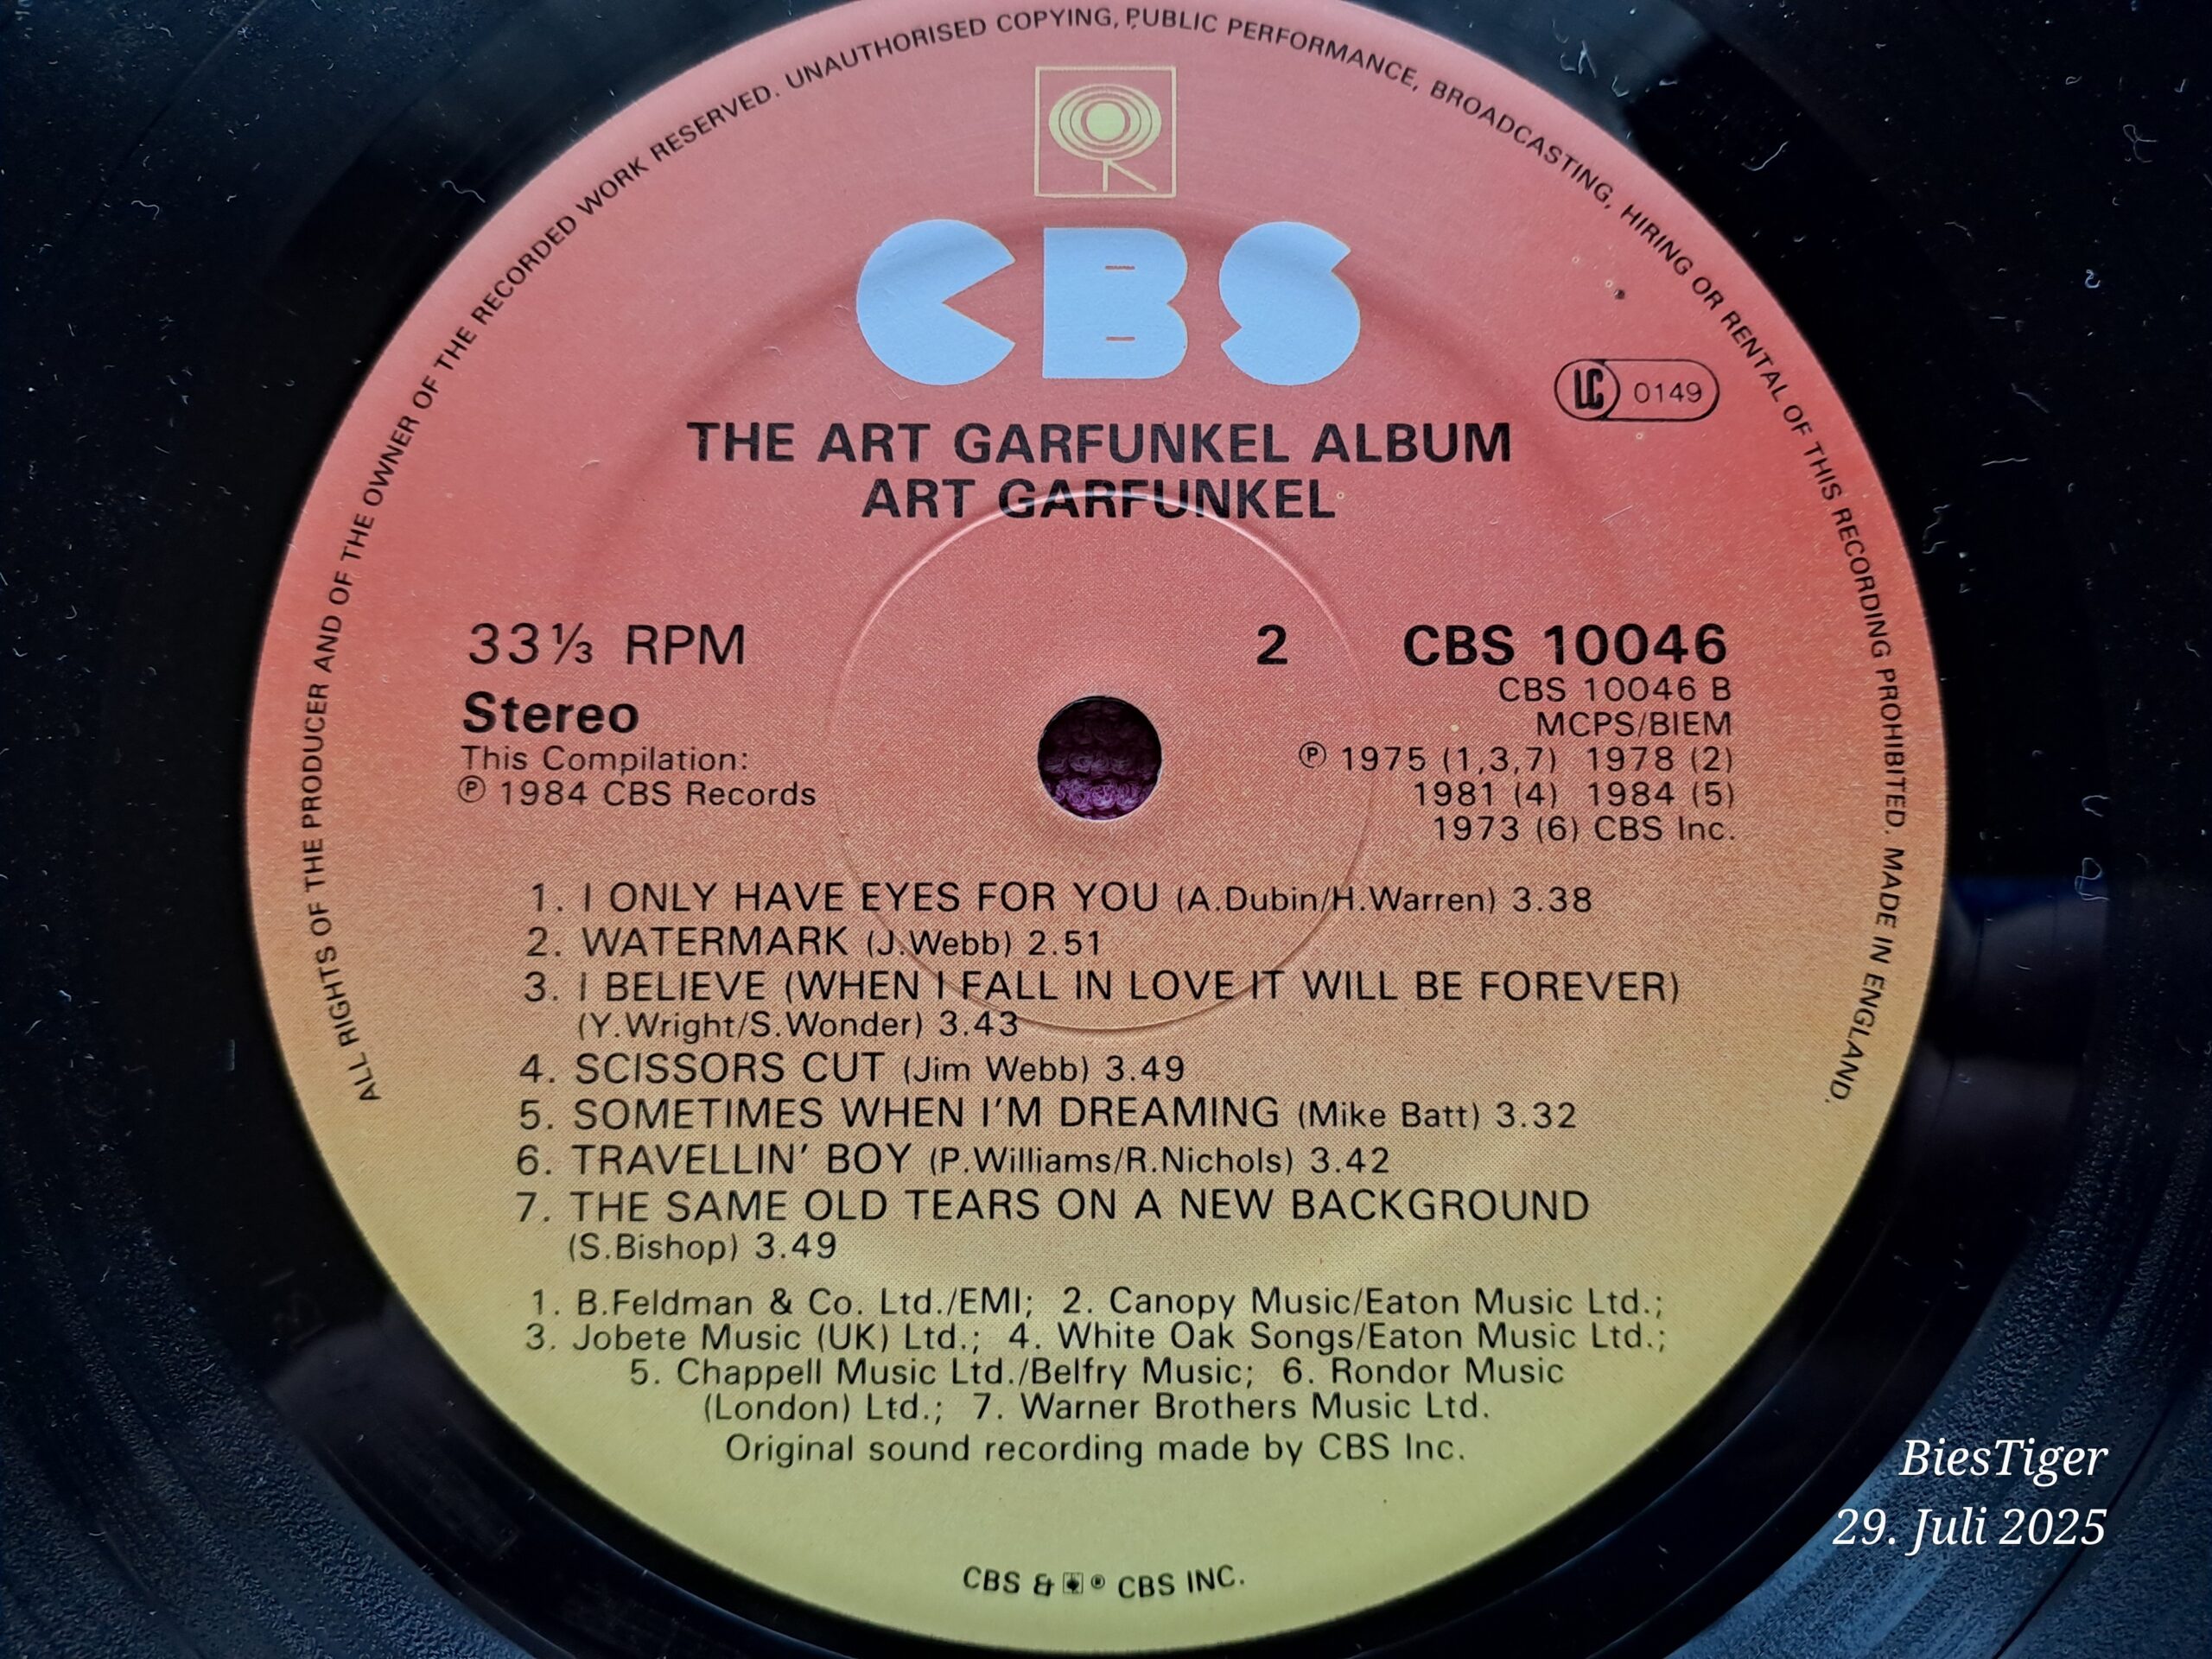 ALL RIGHTS OF THE PRODUCER AND OF THE OWNER OF THE RECORDED WORK RESERVED. UNAUTHORISED COPYING, PUBLIC PERFORMANCE, BROADCASTING, HIRING OR RENTAL OF THIS RECORDING PROHIBITED. MADE IN ENGLAND.
CBS
LC 0149
THE ART GARFUNKEL ALBUM
ART GARFUNKEL
33⅓ RPM
Stereo
This Compilation:
℗ 1984 CBS Records
2
CBS 10046
CBS 10046 B
MCPS/BIEM
℗ 1975 (1,3,7) 1978 (2)
1981 (4) 1984 (5)
1973 (6) CBS Inc.
1. I ONLY HAVE EYES FOR YOU (A.Dubin/H.Warren) 3.38
2. WATERMARK (J.Webb) 2.51
3. I BELIEVE (WHEN I FALL IN LOVE IT WILL BE FOREVER)
(Y.Wright/S.Wonder) 3.43
4. SCISSORS CUT (Jim Webb) 3.49
5. SOMETIMES WHEN I'M DREAMING (Mike Batt) 3.32
6. TRAVELLIN' BOY (P.Williams/R.Nichols) 3.42
7. THE SAME OLD TEARS ON A NEW BACKGROUND
(S.Bishop) 3.49
1. B.Feldman & Co. Ltd./EMI; 2. Canopy Music/Eaton Music Ltd.;
3. Jobete Music (UK) Ltd.; 4. White Oak Songs/Eaton Music Ltd.;
5. Chappell Music Ltd./Belfry Music; 6. Rondor Music
(London) Ltd.; 7. Warner Brothers Music Ltd.
Original sound recording made by CBS Inc.
CBS & ® CBS INC.
BiesTiger
29. Juli 2025